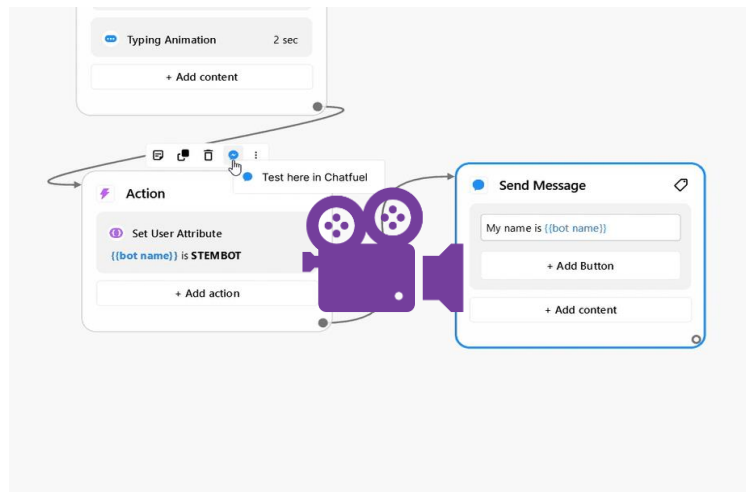 Typing Animation 2 sec
+ Add content
Test here in Chatfuel
Action
Set User Attribute
{{bot name}} is STEMBOT
+ Add action
Send Message
My name is {{bot name}}
+ Add Button
+ Add content